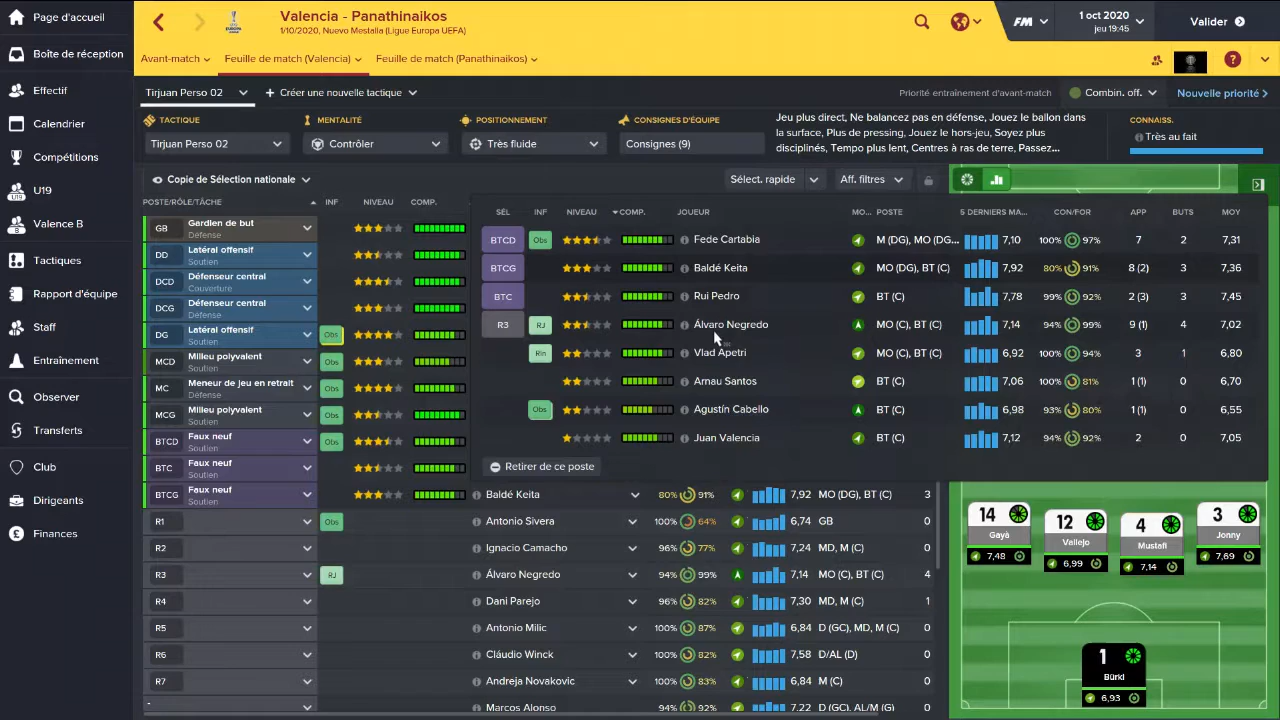 Page d'accueil
Boîte de réception
Effectif
Calendrier
Compétitions
U19
U19
Valence B
Tactiques
Rapport d'équipe
Staff
Entraînement
Observer
Transferts
Club
Dirigeants
Finances
Valencia - Panathinaikos
1/10/2020, Nuevo Mestalla (Ligue Europa UEFA)
FM
1 oct 2020
jeu 19:45
Valider
Avant-match
Feuille de match (Valencia)
Feuille de match (Panathinaikos)
?
Tirjuan Perso 02
+ Créer une nouvelle tactique
Priorité entrainement d'avant-match
Combin. off.
Nouvelle priorité >
TACTIQUE
Tirjuan Perso 02
MENTALITÉ
Contrôler
POSITIONNEMENT
Très fluide
CONSIGNES D'ÉQUIPE
Consignes (9)
Jeu plus direct, Ne balancez pas en défense, Jouez le ballon
dans la surface, Plus de pressing, Jouez le hors-jeu, Soyez plus
disciplinés, Tempo plus lent, Centres à ras de terre, Passez...
CONNAISS.
Très au fait
Copie de Sélection nationale
Sélect. rapide
Aff. filtres
POSTE/RÔLE/TÂCHE INF NIVEAU COMP.
GB Gardien de but
Défense
DD Latéral offensif
Soutien
DCD Défenseur central
Couverture
DCG Défenseur central
Défense
DG Latéral offensif Obs
Soutien
MCD Milieu polyvalent Obs
Soutien
MC Meneur de jeu en retrait Obs
Soutien
MCG Milieu polyvalent Obs
Soutien
BTCD Faux neuf Obs
Soutien
BTC Faux neuf
Soutien
BTCG Faux neuf
Soutien
SÉL INF NIVEAU COMP. JOUEUR MO... POSTE 5 DERNIERS MA... CON/FOR APP BUTS MOY
BTCD Obs Fede Cartabia M (DG), MO (DG... 7,10 100% 97% 7 2 7,31
BTCG Baldé Keita MO (DG), BT (C) 7,92 80% 91% 8 (2) 3 7,36
BTC Rui Pedro BT (C) 7,78 99% 92% 2 (3) 3 7,45
R3 RJ Álvaro Negredo MO (C), BT (C) 7,14 94% 99% 9 (1) 4 7,02
RIn Vlad Apetri MO (C), BT (C) 6,92 100% 94% 3 1 6,80
Arnau Santos BT (C) 7,06 100% 81% 1 (1) 0 6,70
Obs Agustín Cabello BT (C) 6,98 93% 80% 1 (1) 0 6,55
Juan Valencia BT (C) 7,12 94% 92% 2 0 7,05
Retirer de ce poste
Baldé Keita 80% 91% 7,92 MO (DG), BT (C) 3
R1 Obs Antonio Sivera 100% 64% 6,74 GB 0
R2 Ignacio Camacho 96% 77% 7,24 MD, M (C) 0
R3 RJ Álvaro Negredo 94% 99% 7,14 MO (C), BT (C) 4
R4 Dani Parejo 96% 82% 7,30 MD, M (C) 1
R5 Antonio Milic 100% 87% 6,84 D (GC), MD, M (C) 0
R6 Cláudio Winck 100% 82% 7,58 D/AL (D) 0
R7 Andreja Novakovic 100% 83% 6,84 M (C) 0
- Marcos Alonso 94% 92% 7,22 D (GC), AL/M (G) 0
14
Gayà
7,48
12
Vallejo
6,99
4
Mustafi
7,14
3
Jonny
7,69
1
Bürki
6,93